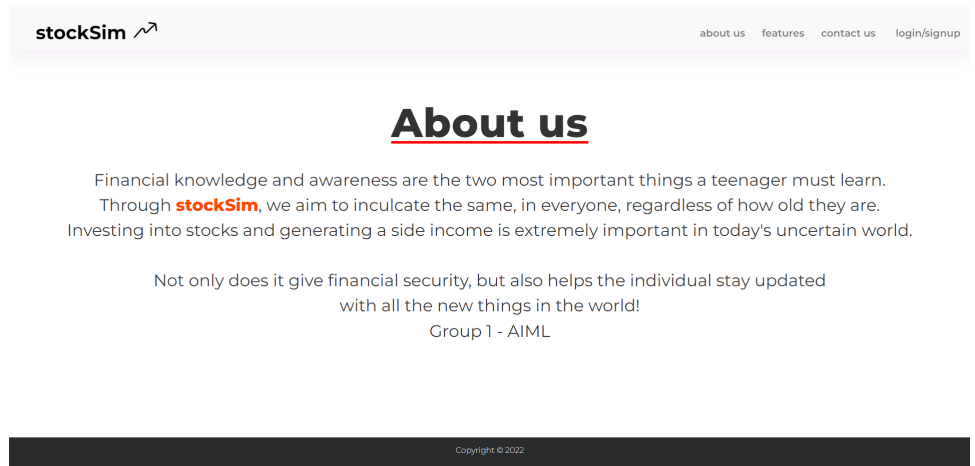 stockSim
about us features contact us login/signup
About us
Financial knowledge and awareness are the two most important things a teenager must learn.
Through stockSim, we aim to inculcate the same, in everyone, regardless of how old they are.
Investing into stocks and generating a side income is extremely important in today's uncertain world.
Not only does it give financial security, but also helps the individual stay updated
with all the new things in the world!
Group 1 - AIML
Copyright © 2022